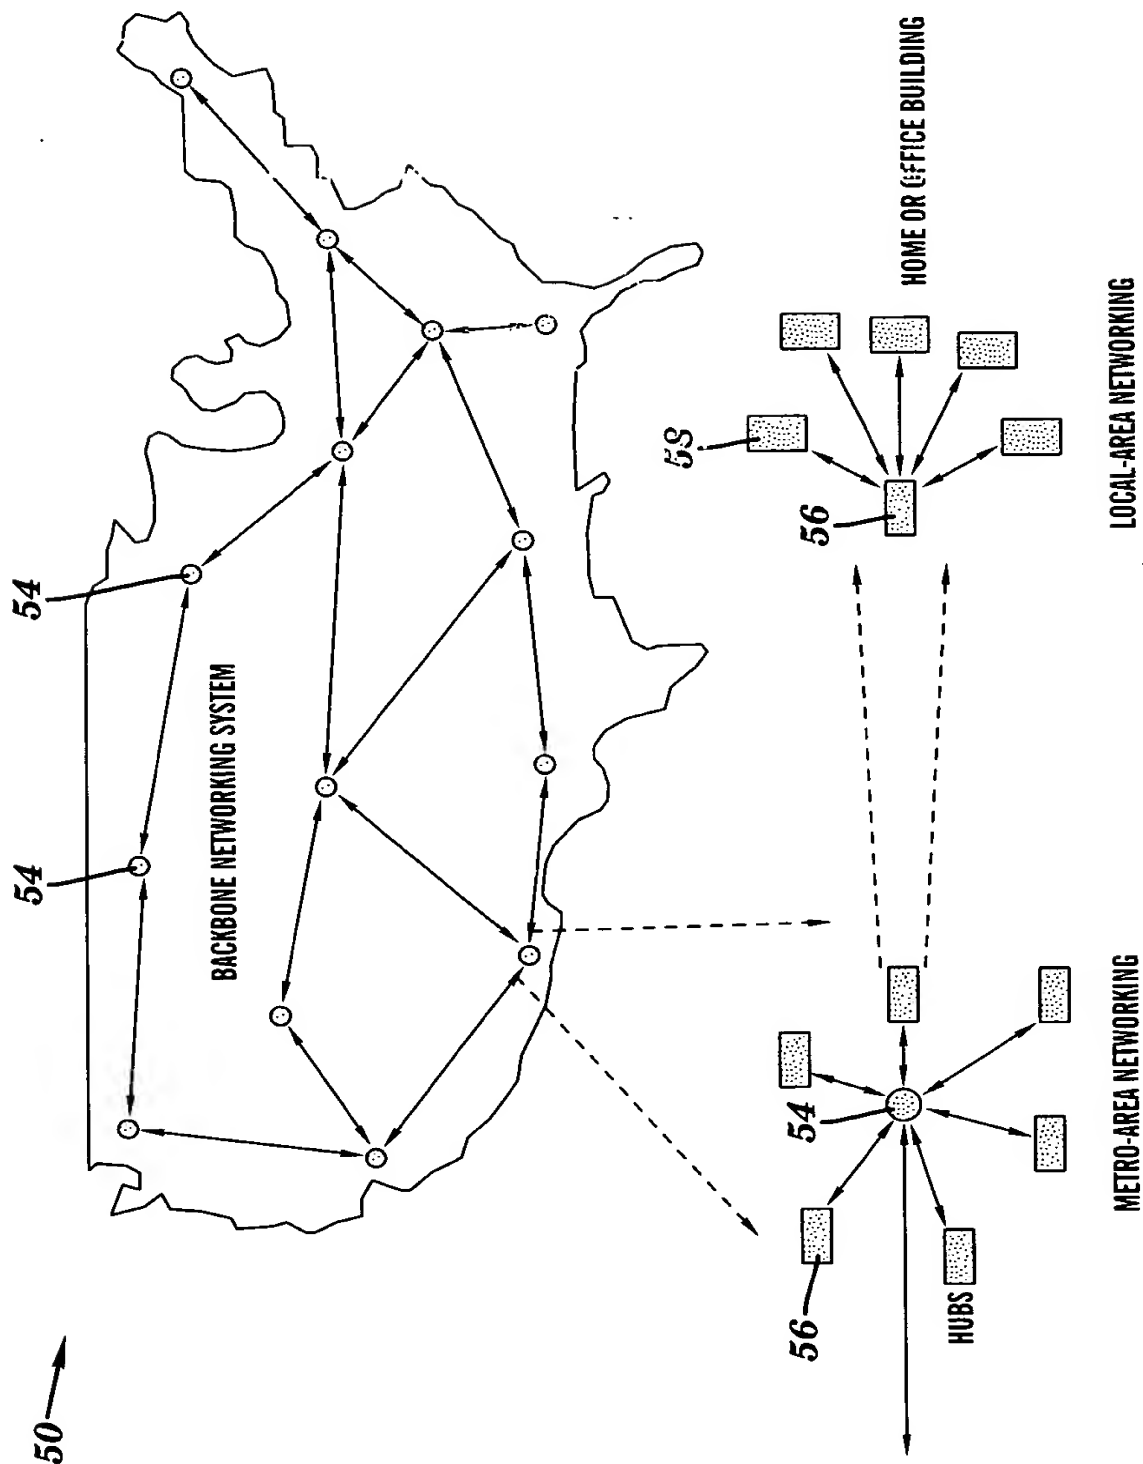 50
54
54
BACKBONE NETWORKING SYSTEM
58
56
54
56
HOME OR OFFICE BUILDING
HUBS
METRO-AREA NETWORKING
LOCAL-AREA NETWORKING